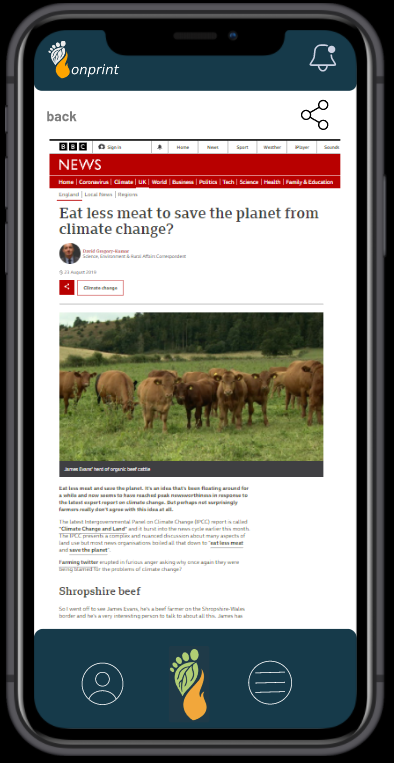 onprint
back
BBC Sign in Home News Sport Weather iPlayer Sounds
NEWS
Home Coronavirus Climate UK World Business Politics Tech Science Health Family & Education
England Local News Regions
Eat less meat to save the planet from
climate change?
David Gregory-Kumar
Science, Environment & Rural Affairs Correspondent
23 August 2019
Climate change
James Evans' herd of organic beef cattle
Eat less meat and save the planet. It's an idea that's been floating around for
a while and now seems to have reached peak newsworthiness in response to
the latest expert report on climate change. But perhaps not surprisingly
farmers really don't agree with this idea at all.
The latest Intergovernmental Panel on Climate Change (IPCC) report is called
"Climate Change and Land" and it burst into the news cycle earlier this month.
The IPCC presents a complex and nuanced discussion about many aspects of
land use but most news organisations boiled all that down to "eat less meat
and save the planet".
Farming twitter erupted in furious anger asking why once again they were
being blamed for the problems of climate change?
Shropshire beef
So I went off to see James Evans, he's a beef farmer on the Shropshire-Wales
border and he's a very interesting person to talk to about all this. James has